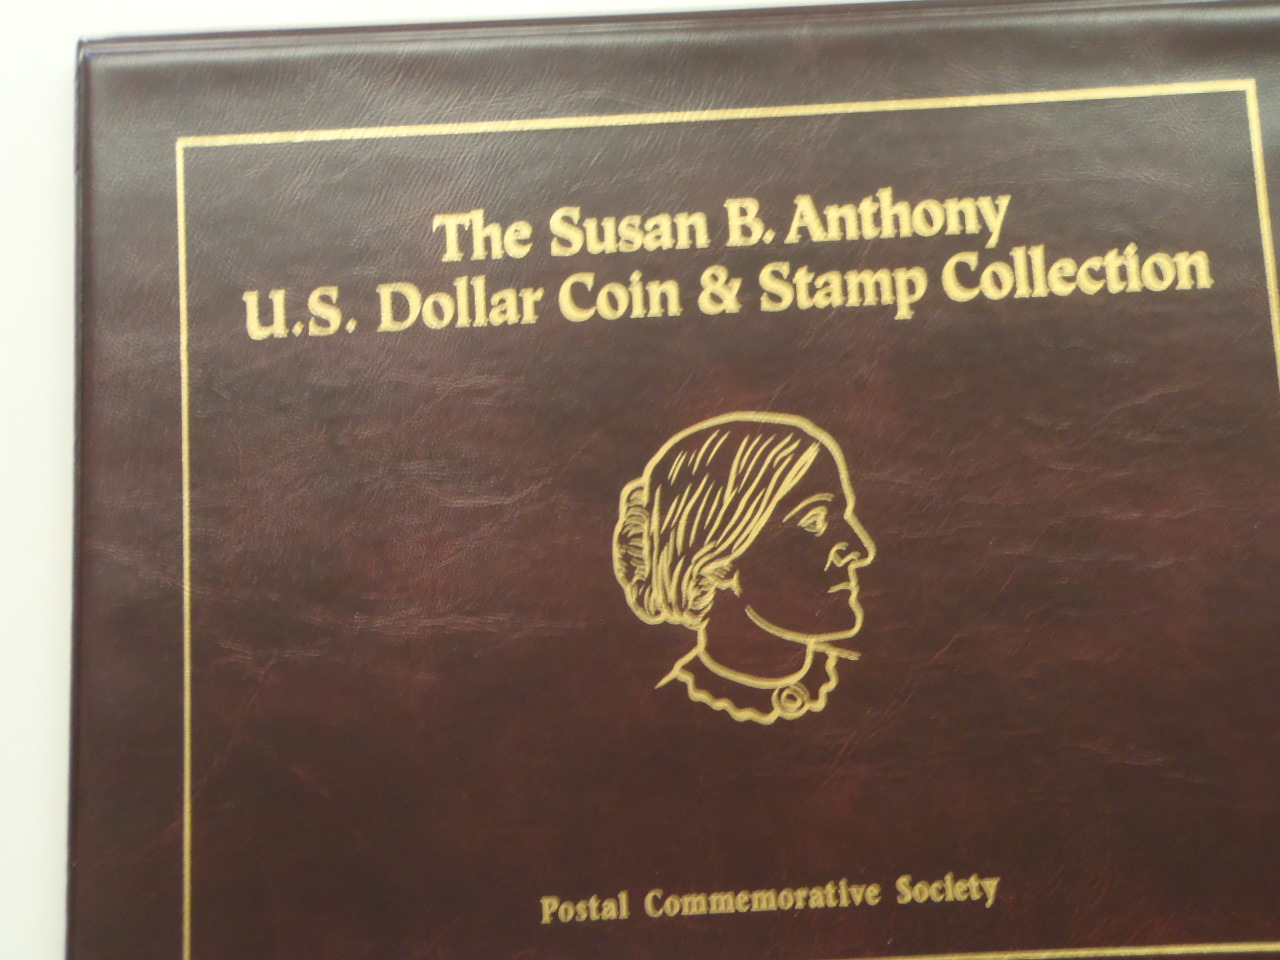 The Susan B. Anthony
U.S. Dollar Coin & Stamp Collection
Postal Commemorative Society